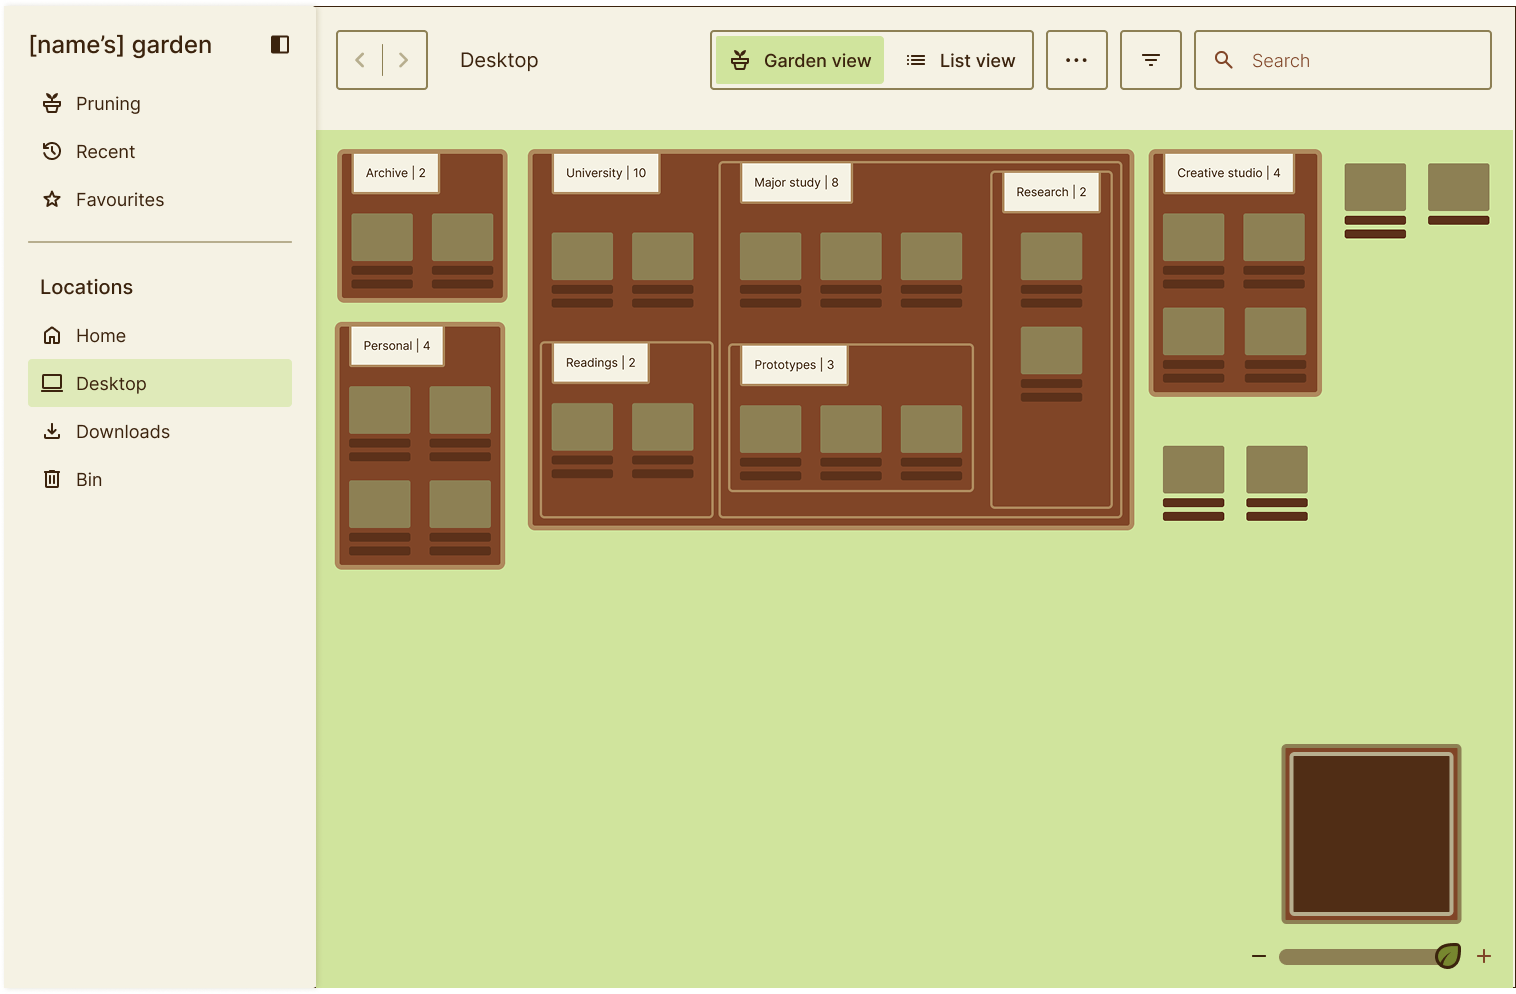 [name’s] garden
Pruning
Recent
Favourites
Locations
Home
Desktop
Downloads
Bin
Desktop
Garden view
List view
Search
Archive | 2
Personal | 4
University | 10
Major study | 8
Research | 2
Readings | 2
Prototypes | 3
Creative studio | 4